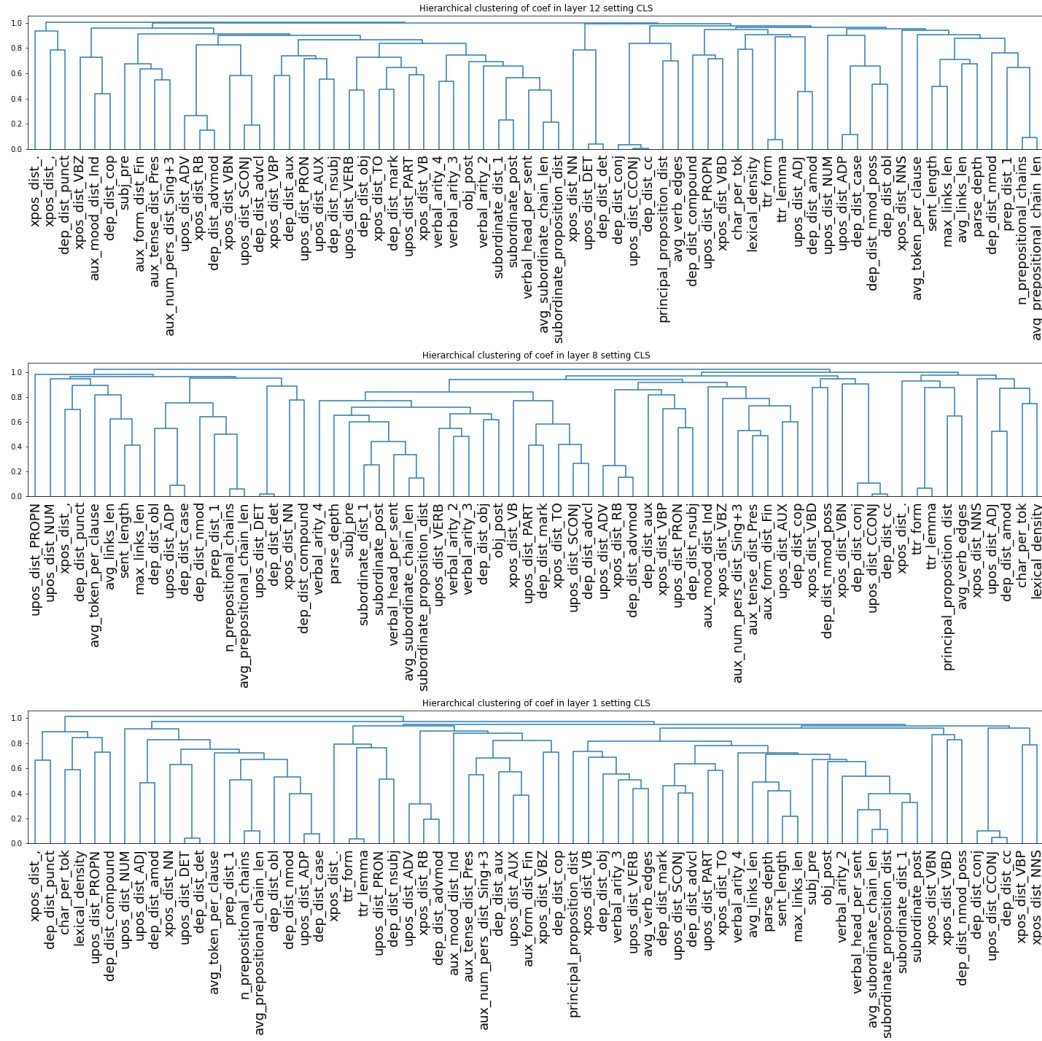 Hierarchical clustering of coef in layer 12 setting CLS
1.0
0.8
0.6
0.4
0.2
0.0
xpos_dist_.
xpos_dist_,
dep_dist_punct
xpos_dist_VBZ
aux_mood_dist_Ind
dep_dist_cop
subj_pre
aux_form_dist_Fin
aux_tense_dist_Pres
aux_num_pers_dist_Sing+3
upos_dist_ADV
xpos_dist_RB
dep_dist_advmod
xpos_dist_VBN
upos_dist_SCONJ
dep_dist_advcl
xpos_dist_VBP
dep_dist_aux
upos_dist_PRON
upos_dist_AUX
dep_dist_nsubj
upos_dist_VERB
dep_dist_obj
xpos_dist_TO
dep_dist_mark
upos_dist_PART
xpos_dist_VB
verbal_arity_4
verbal_arity_3
obj_post
verbal_arity_2
subordinate_dist_1
subordinate_post
verbal_head_per_sent
avg_subordinate_chain_len
subordinate_proposition_dist
xpos_dist_NN
upos_dist_DET
dep_dist_det
dep_dist_conj
upos_dist_CCONJ
dep_dist_cc
principal_proposition_dist
avg_verb_edges
dep_dist_compound
upos_dist_PROPN
xpos_dist_VBD
char_per_tok
lexical_density
ttr_form
ttr_lemma
upos_dist_ADJ
dep_dist_amod
upos_dist_NUM
upos_dist_ADP
dep_dist_case
dep_dist_nmod_poss
dep_dist_obl
xpos_dist_NNS
avg_token_per_clause
sent_length
max_links_len
avg_links_len
parse_depth
dep_dist_nmod
prep_dist_1
n_prepositional_chains
avg_prepositional_chain_len
Hierarchical clustering of coef in layer 8 setting CLS
1.0
0.8
0.6
0.4
0.2
0.0
upos_dist_PROPN
upos_dist_NUM
xpos_dist_,
dep_dist_punct
avg_token_per_clause
avg_links_len
sent_length
max_links_len
dep_dist_obl
upos_dist_ADP
dep_dist_case
dep_dist_nmod
prep_dist_1
n_prepositional_chains
avg_prepositional_chain_len
upos_dist_DET
dep_dist_det
xpos_dist_NN
dep_dist_compound
verbal_arity_4
parse_depth
subj_pre
subordinate_dist_1
subordinate_post
verbal_head_per_sent
avg_subordinate_chain_len
subordinate_proposition_dist
upos_dist_VERB
verbal_arity_2
verbal_arity_3
dep_dist_obj
obj_post
xpos_dist_VB
upos_dist_PART
dep_dist_mark
xpos_dist_TO
upos_dist_SCONJ
dep_dist_advcl
upos_dist_ADV
xpos_dist_RB
dep_dist_advmod
dep_dist_aux
xpos_dist_VBP
upos_dist_PRON
dep_dist_nsubj
aux_mood_dist_Ind
xpos_dist_VBZ
aux_num_pers_dist_Sing+3
aux_tense_dist_Pres
aux_form_dist_Fin
upos_dist_AUX
dep_dist_cop
xpos_dist_VBD
dep_dist_nmod_poss
xpos_dist_VBN
dep_dist_conj
upos_dist_CCONJ
dep_dist_cc
xpos_dist_.
ttr_form
ttr_lemma
principal_proposition_dist
avg_verb_edges
xpos_dist_NNS
upos_dist_ADJ
dep_dist_amod
char_per_tok
lexical_density
Hierarchical clustering of coef in layer 1 setting CLS
1.0
0.8
0.6
0.4
0.2
0.0
xpos_dist_,
dep_dist_punct
char_per_tok
lexical_density
upos_dist_PROPN
dep_dist_compound
upos_dist_NUM
upos_dist_ADJ
dep_dist_amod
xpos_dist_NN
upos_dist_DET
dep_dist_det
avg_token_per_clause
prep_dist_1
n_prepositional_chains
avg_prepositional_chain_len
dep_dist_obl
dep_dist_nmod
upos_dist_ADP
dep_dist_case
xpos_dist_.
ttr_form
ttr_lemma
upos_dist_PRON
dep_dist_nsubj
upos_dist_ADV
xpos_dist_RB
dep_dist_advmod
aux_mood_dist_Ind
aux_tense_dist_Pres
aux_num_pers_dist_Sing+3
dep_dist_aux
upos_dist_AUX
aux_form_dist_Fin
xpos_dist_VBZ
dep_dist_cop
principal_proposition_dist
xpos_dist_VB
dep_dist_obj
verbal_arity_3
upos_dist_VERB
avg_verb_edges
dep_dist_mark
upos_dist_SCONJ
dep_dist_advcl
upos_dist_PART
xpos_dist_TO
verbal_arity_4
avg_links_len
parse_depth
sent_length
max_links_len
subj_pre
obj_post
verbal_arity_2
verbal_head_per_sent
avg_subordinate_chain_len
subordinate_proposition_dist
subordinate_dist_1
subordinate_post
xpos_dist_VBN
xpos_dist_VBD
dep_dist_nmod_poss
dep_dist_conj
upos_dist_CCONJ
dep_dist_cc
xpos_dist_VBP
xpos_dist_NNS